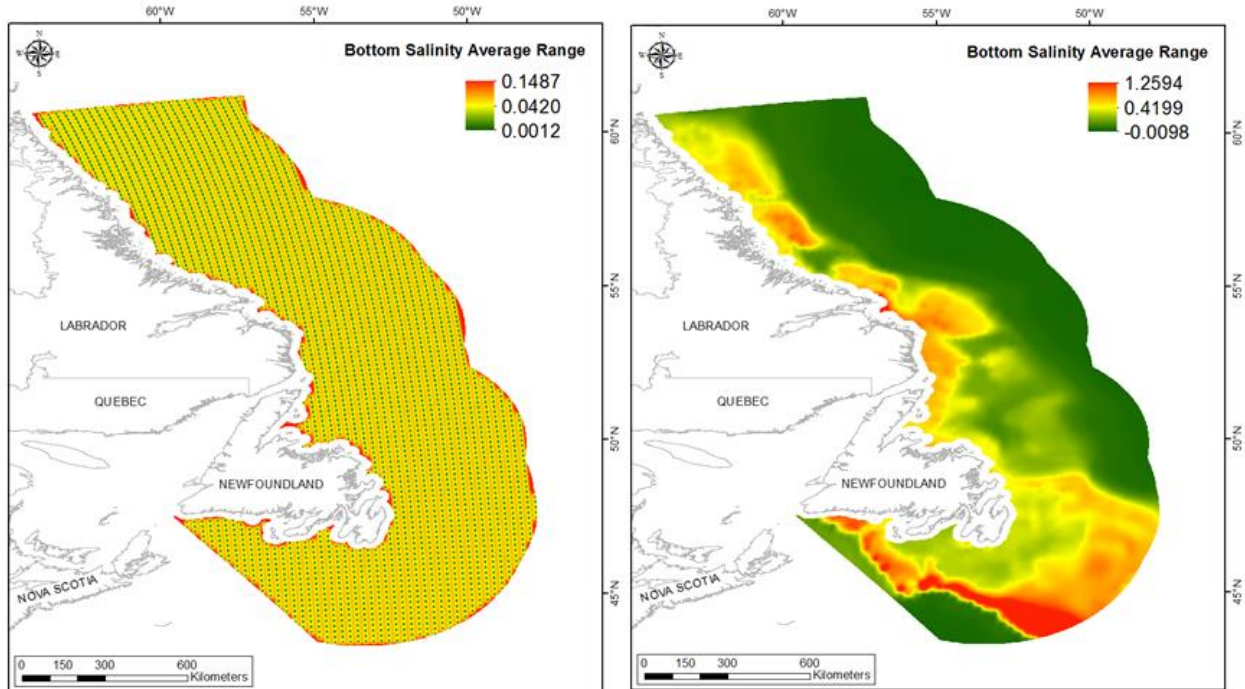 60°W 55°W 50°W
N
W E
S
Bottom Salinity Average Range
0.1487
0.0420
0.0012
60°N
55°N
50°N
45°N
LABRADOR
QUEBEC
NEWFOUNDLAND
NOVA SCOTIA
0 150 300 600
Kilometers
60°W 55°W 50°W
N
W E
S
Bottom Salinity Average Range
1.2594
0.4199
-0.0098
60°N
55°N
50°N
45°N
LABRADOR
QUEBEC
NEWFOUNDLAND
NOVA SCOTIA
0 150 300 600
Kilometers